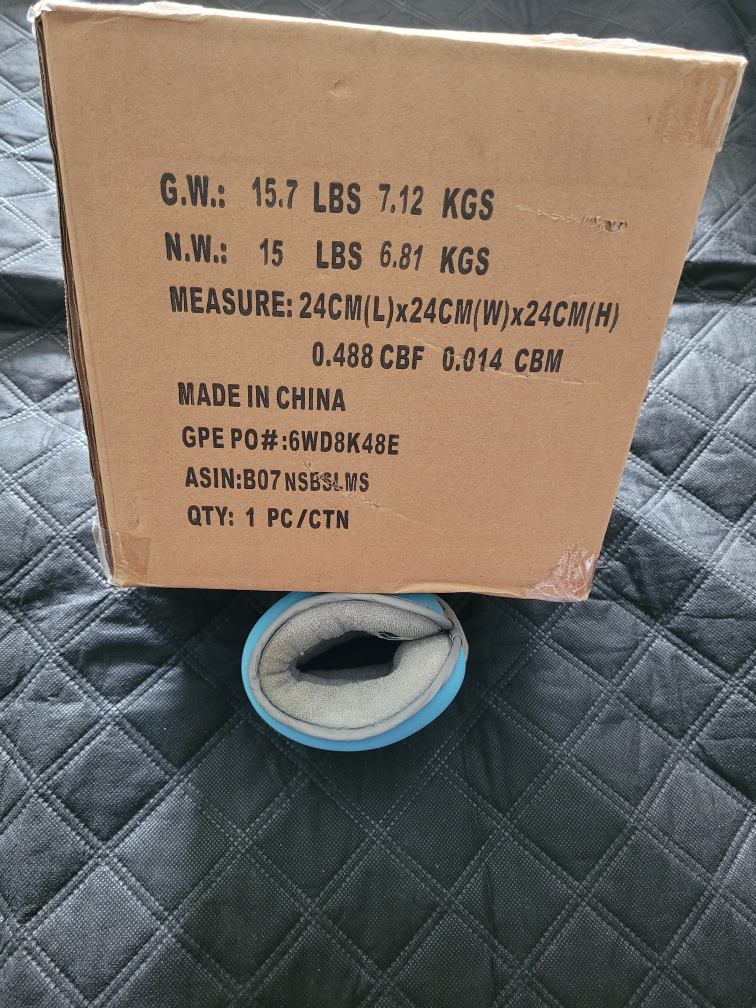 G.W.: 15.7 LBS 7.12 KGS
N.W.: 15 LBS 6.81 KGS
MEASURE: 24CM(L)x24CM(W)x24CM(H)
0.488 CBF 0.014 CBM
MADE IN CHINA
GPE PO#:6WD8K48E
ASIN:B07NSBSLMS
QTY: 1 PC/CTN